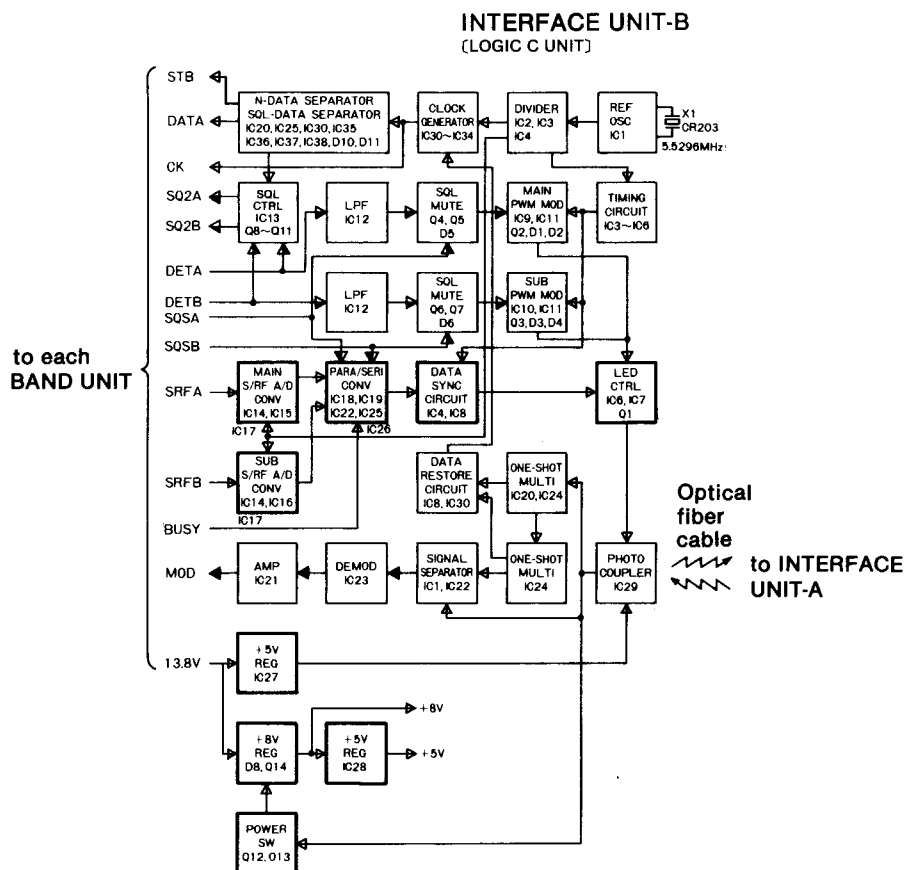 INTERFACE UNIT-B
(LOGIC C UNIT)
STB
DATA
CK
SQ2A
SQ2B
DETA
DETB
SQSA
SQSB
SRFA
SRFB
BUSY
MOD
13.8V
to each
BAND UNIT
N-DATA SEPARATOR
SQL-DATA SEPARATOR
IC20, IC25, IC30, IC35
IC36, IC37, IC38, D10, D11
CLOCK
GENERATOR
IC30~IC34
DIVIDER
IC2, IC3
IC4
REF
OSC
IC1
X1
CR203
5.5296MHz
SQL
CTRL
IC13
Q8~Q11
LPF
IC12
SQL
MUTE
Q4, Q5
D5
MAIN
PWM MOD
IC9, IC11
Q2, D1, D2
TIMING
CIRCUIT
IC3~IC6
LPF
IC12
SQL
MUTE
Q6, Q7
D6
SUB
PWM MOD
IC10, IC11
Q3, D3, D4
MAIN
S/RF A/D
CONV
IC14, IC15
IC17
PARA/SERI
CONV
IC18, IC19
IC22, IC25
IC26
DATA
SYNC
CIRCUIT
IC4, IC8
LED
CTRL
IC6, IC7
Q1
SUB
S/RF A/D
CONV
IC14, IC16
IC17
DATA
RESTORE
CIRCUIT
IC8, IC30
ONE-SHOT
MULTI
IC20, IC24
AMP
IC21
DEMOD
IC23
SIGNAL
SEPARATOR
IC1, IC22
ONE-SHOT
MULTI
IC24
PHOTO
COUPLER
IC29
Optical
fiber
cable
to INTERFACE
UNIT-A
+5V
REG
IC27
+8V
REG
D8, Q14
+5V
REG
IC28
+8V
+5V
POWER
SW
Q12, Q13